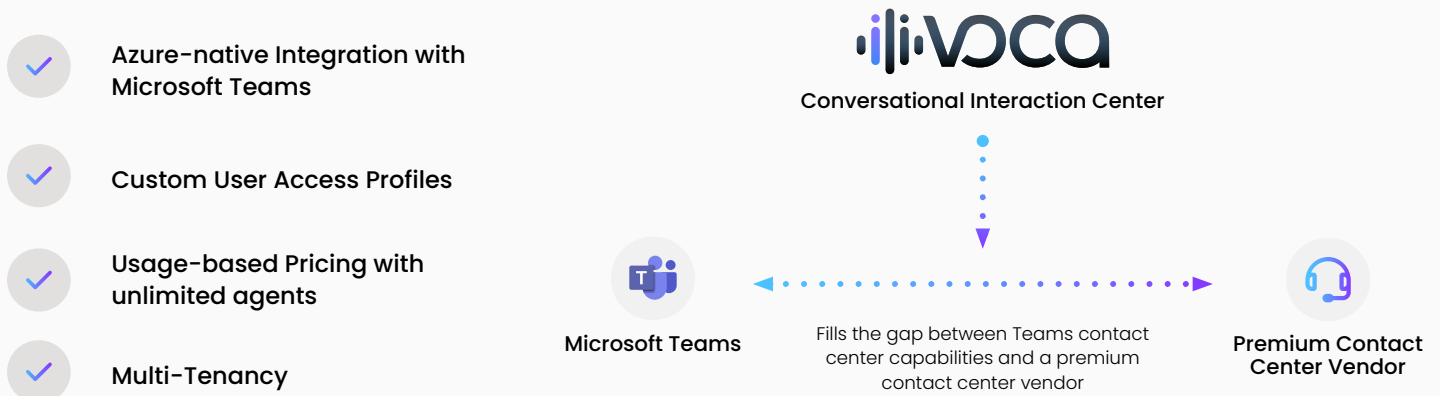 Azure-native Integration with
Microsoft Teams
Custom User Access Profiles
Usage-based Pricing with
unlimited agents
Multi-Tenancy
voca
Conversational Interaction Center
T
Microsoft Teams
Fills the gap between Teams contact
center capabilities and a premium
contact center vendor
Premium Contact
Center Vendor